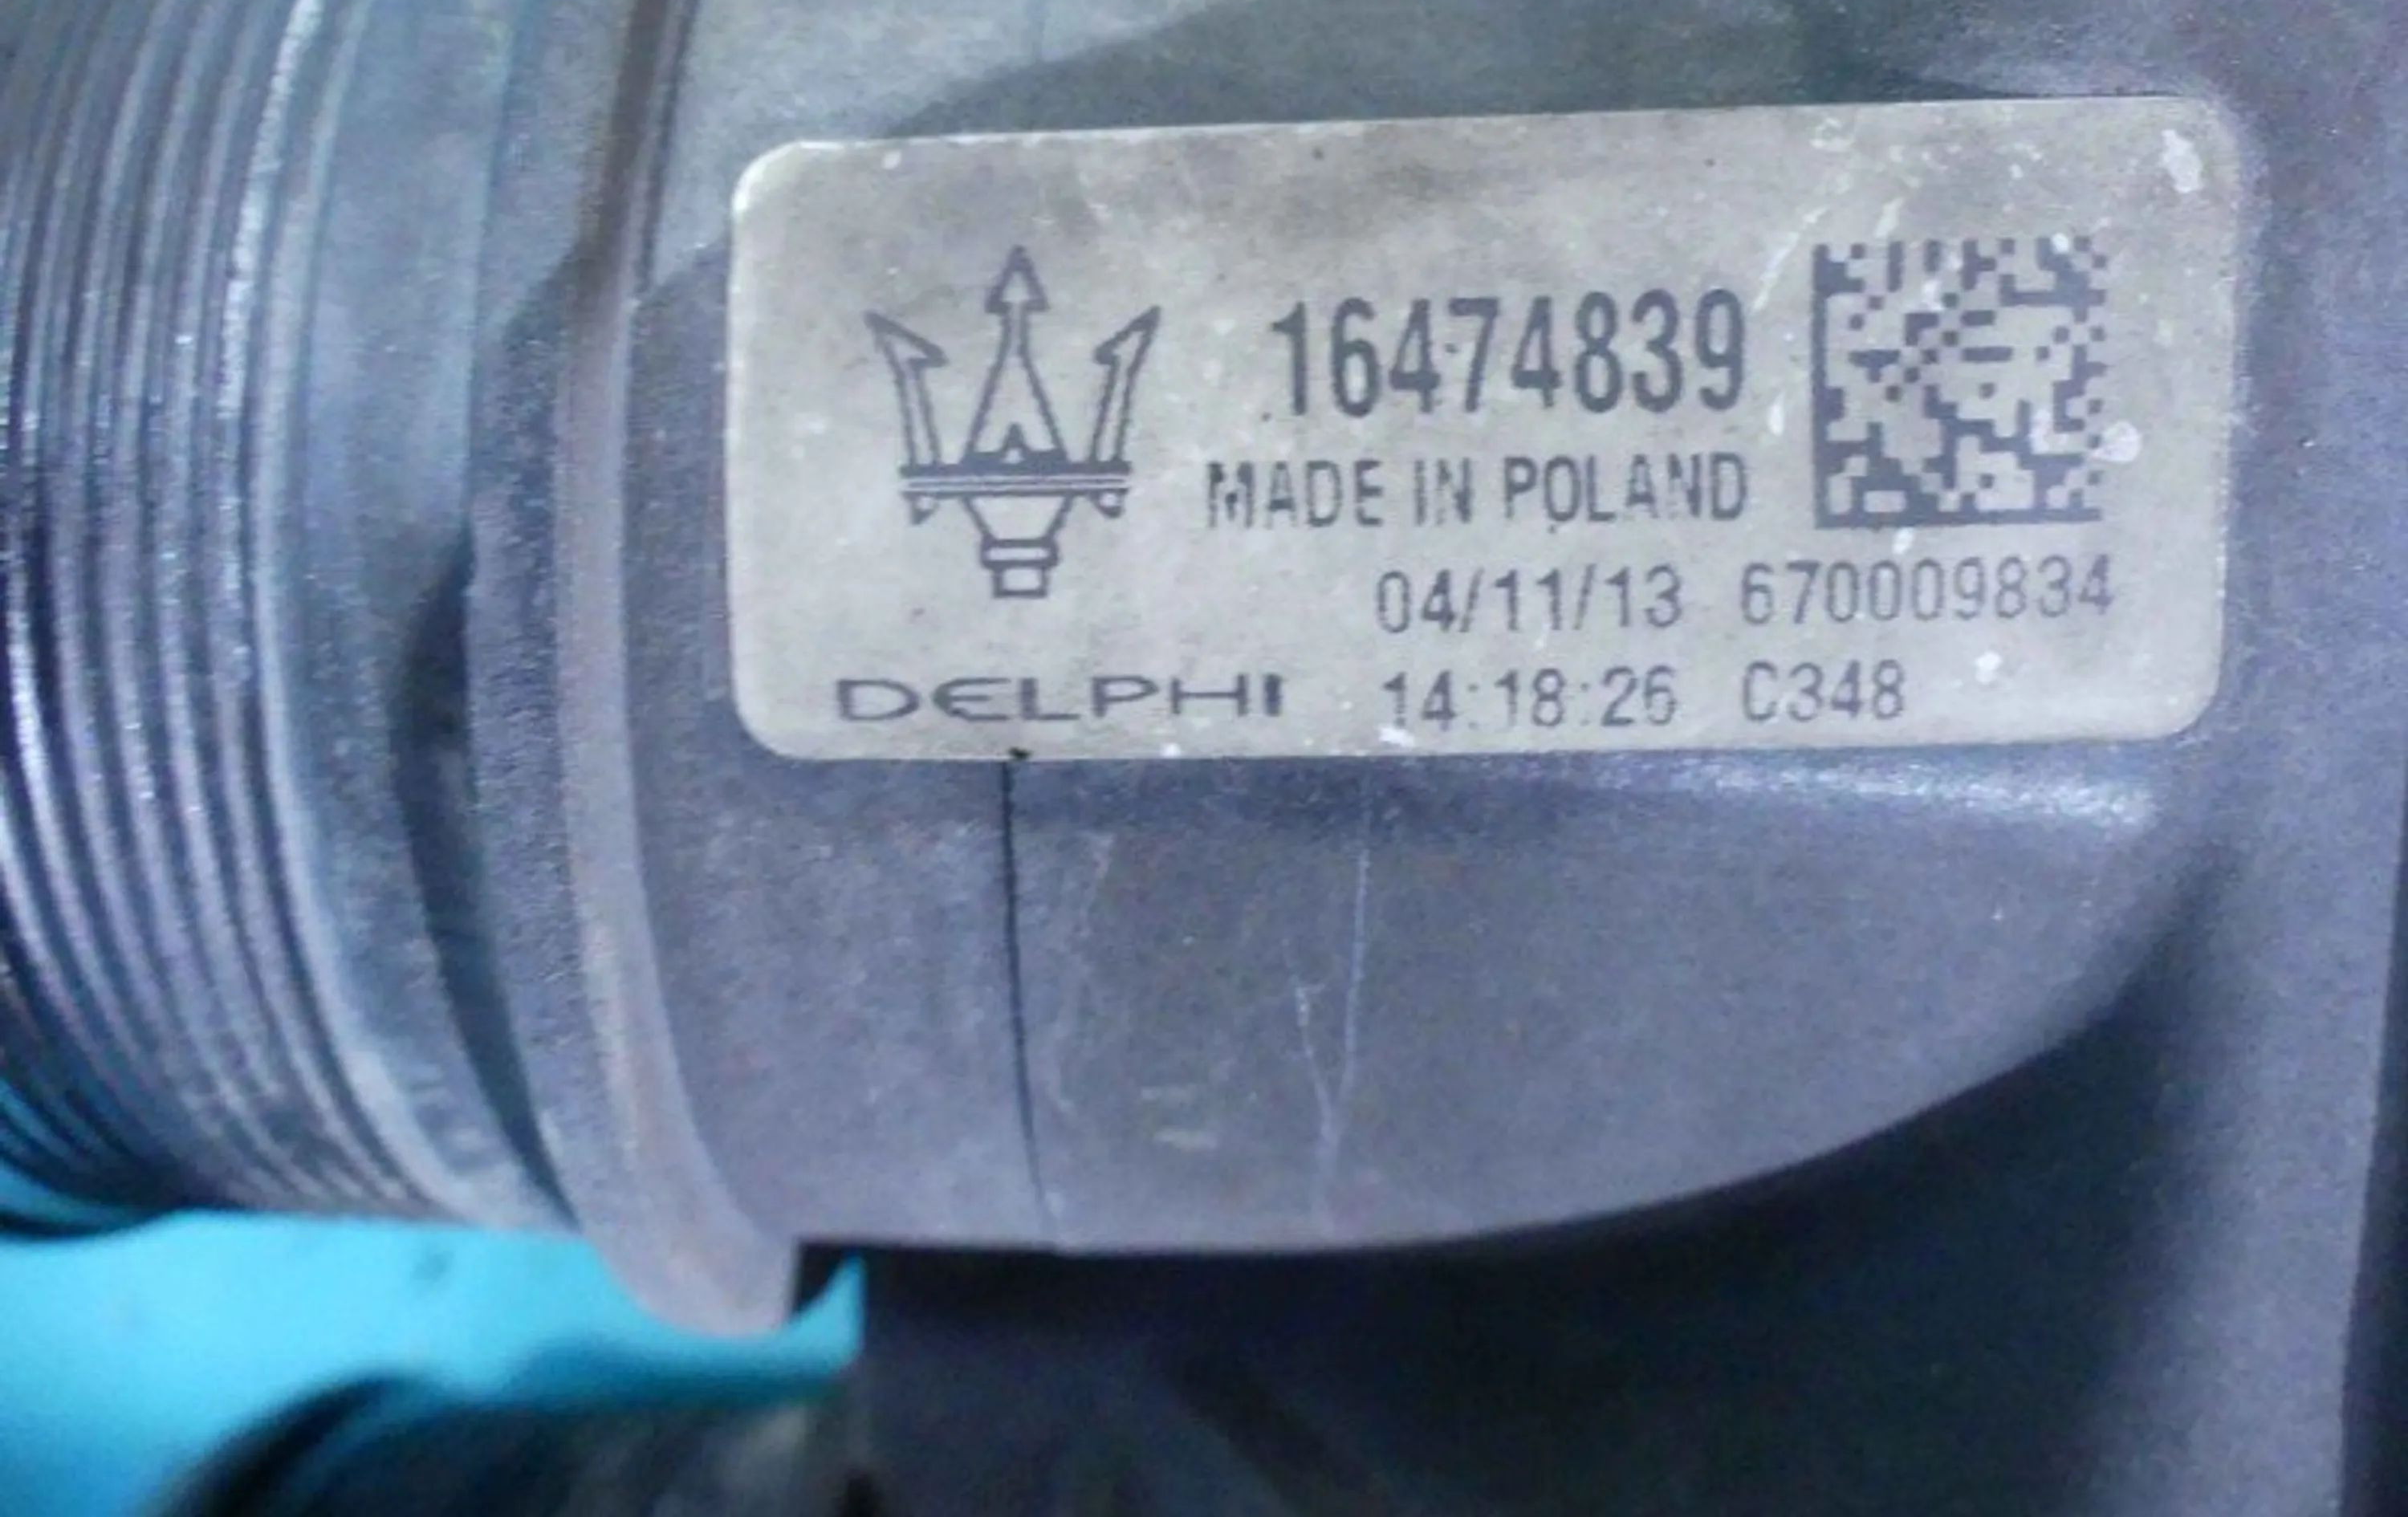 16474839
MADE IN POLAND
04/11/13 670009834
DELPHI 14:18:26 C348